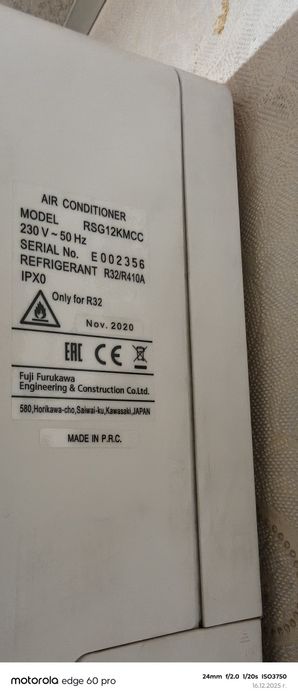 AIR CONDITIONER
MODEL RSG12KMCC
230 V ~ 50 Hz
SERIAL No. E 002356
REFRIGERANT R32/R410A
IPX0
Only for R32
Nov. 2020
EAC CE
Fuji Furukawa
Engineering & Construction Co.Ltd.
580,Horikawa-cho,Saiwai-ku,Kawasaki,JAPAN
MADE IN P.R.C.
motorola edge 60 pro
24mm f/2.0 1/20s ISO3750
16.12.2025 г.